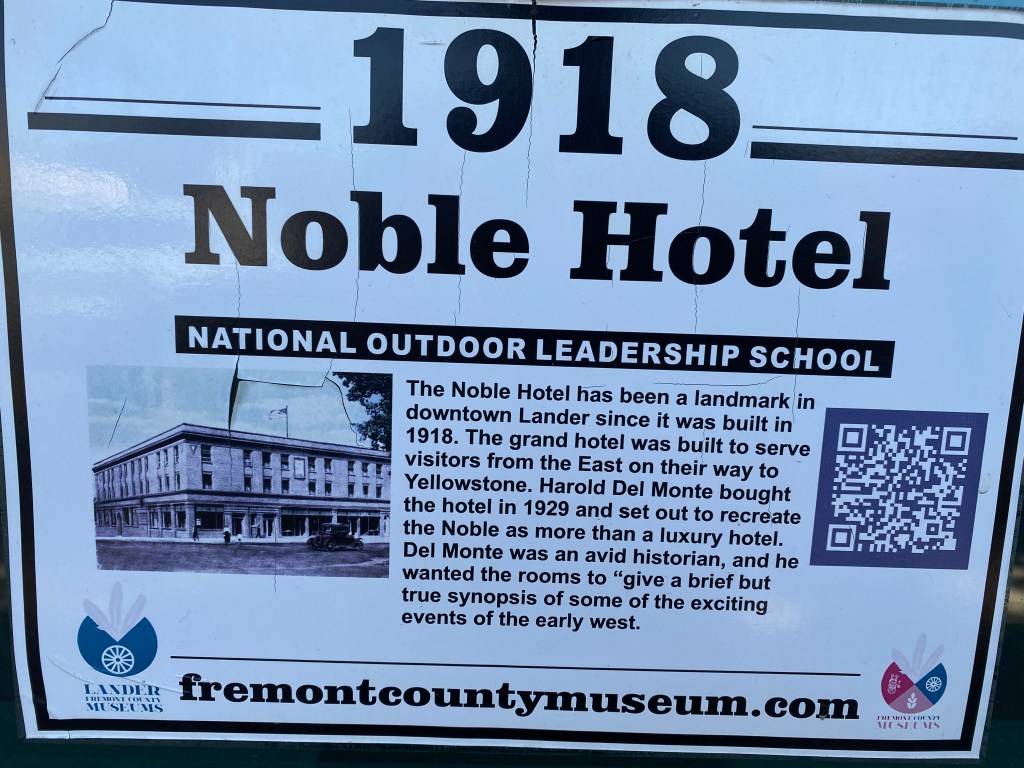 1918
Noble Hotel
NATIONAL OUTDOOR LEADERSHIP SCHOOL
The Noble Hotel has been a landmark in
downtown Lander since it was built in
1918. The grand hotel was built to serve
visitors from the East on their way to
Yellowstone. Harold Del Monte bought
the hotel in 1929 and set out to recreate
the Noble as more than a luxury hotel.
Del Monte was an avid historian, and he
wanted the rooms to “give a brief but
true synopsis of some of the exciting
events of the early west.
LANDER
FREMONT COUNTY
MUSEUMS
fremontcountymuseum.com
FREMONT COUNTY
MUSEUMS